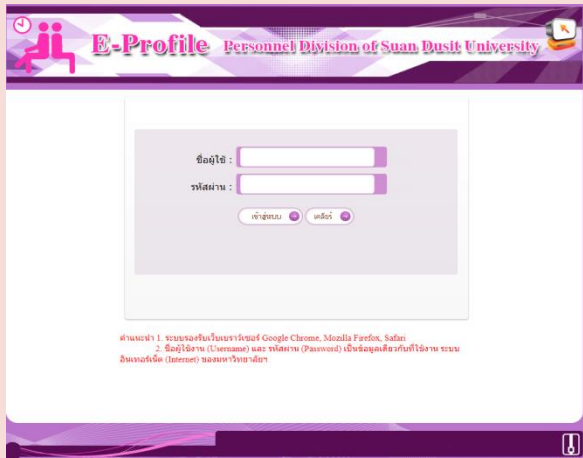 E-Profile Personnel Division of Suan Dusit University
ชื่อผู้ใช้ :
รหัสผ่าน :
เข้าสู่ระบบ เคลียร์
คำแนะนำ 1. ระบบรองรับเว็บเบราว์เซอร์ Google Chrome, Mozilla Firefox, Safari
2. ชื่อผู้ใช้งาน (Username) และ รหัสผ่าน (Password) เป็นข้อมูลเดียวกับที่ใช้งาน ระบบ
อินเทอร์เน็ต (Internet) ของมหาวิทยาลัยฯ